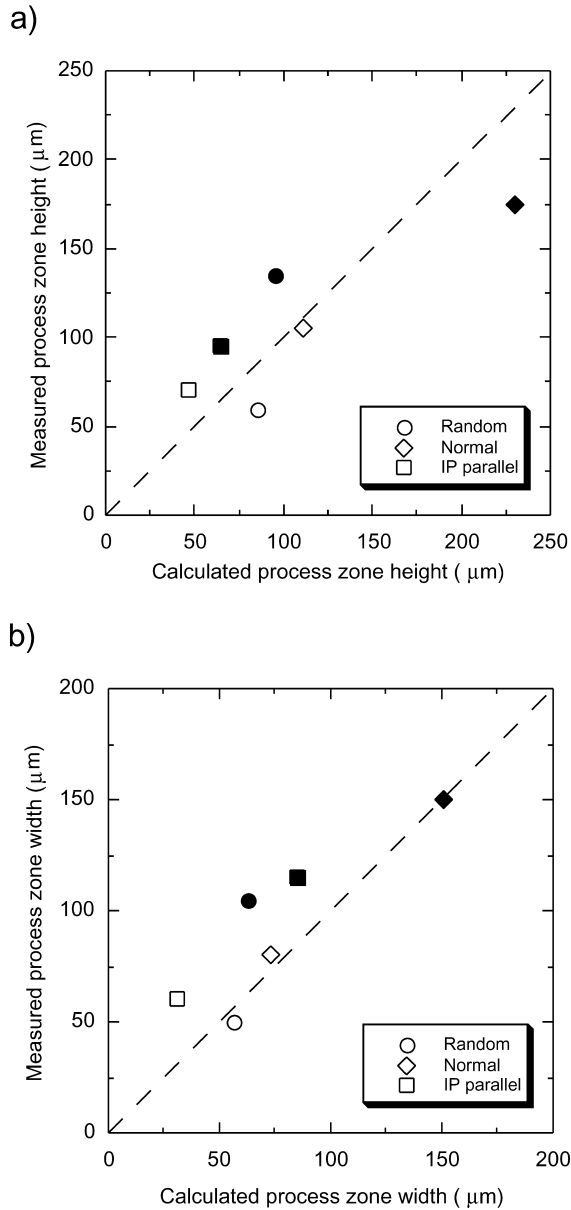 a)
250
200
150
100
50
0
Measured process zone height ( μm)
Random
Normal
IP parallel
0 50 100 150 200 250
Calculated process zone height ( μm)
b)
200
150
100
50
0
Measured process zone width (μm)
Random
Normal
IP parallel
0 50 100 150 200
Calculated process zone width ( μm)